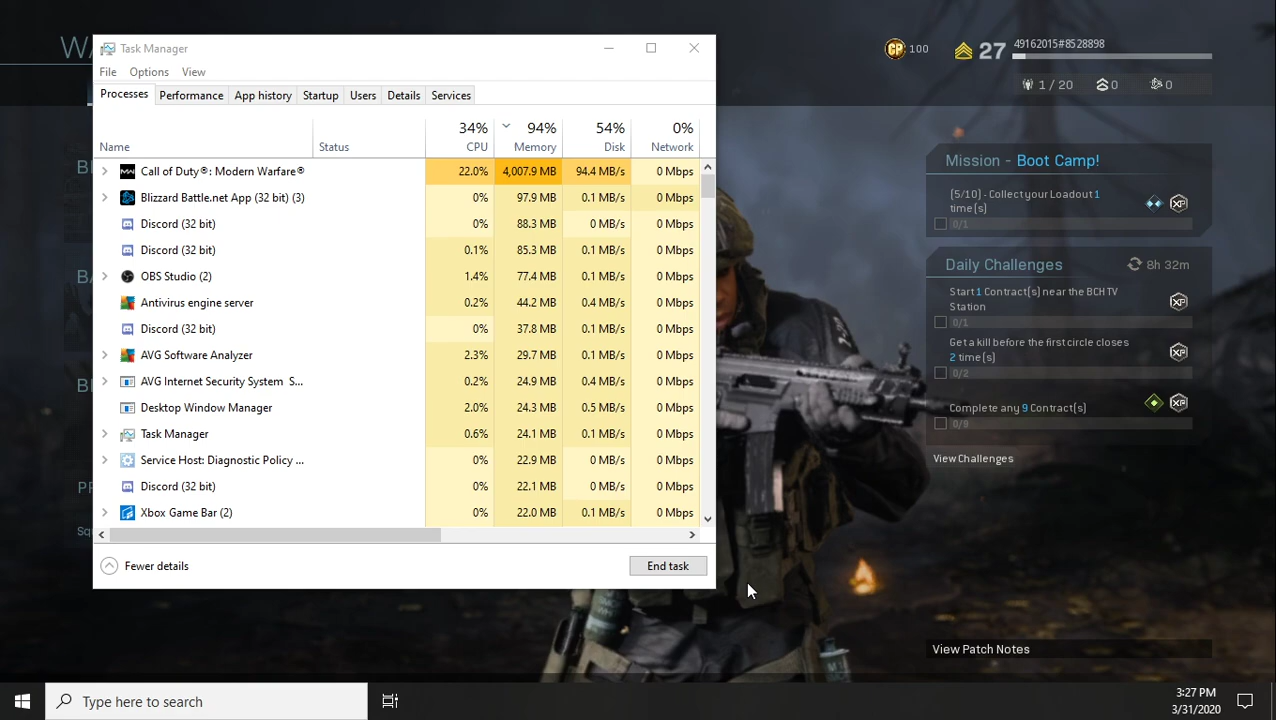 WA
Task Manager
File Options View
Processes Performance App history Startup Users Details Services
34% 94% 54% 0%
Name Status CPU Memory Disk Network
Call of Duty®: Modern Warfare® 22.0% 4,007.9 MB 94.4 MB/s 0 Mbps
Blizzard Battle.net App (32 bit) (3) 0% 97.9 MB 0.1 MB/s 0 Mbps
Discord (32 bit) 0% 88.3 MB 0 MB/s 0 Mbps
Discord (32 bit) 0.1% 85.3 MB 0.1 MB/s 0 Mbps
OBS Studio (2) 1.4% 77.4 MB 0.1 MB/s 0 Mbps
Antivirus engine server 0.2% 44.2 MB 0.4 MB/s 0 Mbps
Discord (32 bit) 0% 37.8 MB 0.1 MB/s 0 Mbps
AVG Software Analyzer 2.3% 29.7 MB 0.1 MB/s 0 Mbps
AVG Internet Security System S... 0.2% 24.9 MB 0.4 MB/s 0 Mbps
Desktop Window Manager 2.0% 24.3 MB 0.5 MB/s 0 Mbps
Task Manager 0.6% 24.1 MB 0.1 MB/s 0 Mbps
Service Host: Diagnostic Policy ... 0% 22.9 MB 0 MB/s 0 Mbps
Discord (32 bit) 0% 22.1 MB 0 MB/s 0 Mbps
Xbox Game Bar (2) 0% 22.0 MB 0.1 MB/s 0 Mbps
Fewer details
End task
CP 100
27
49162015#8528898
1 / 20 0 0
Mission - Boot Camp!
[5/10] - Collect your Loadout 1
time[s]
XP
0/1
Daily Challenges
8h 32m
Start 1 Contract[s] near the BCH TV
Station
XP
0/1
Get a kill before the first circle closes
2 time[s]
XP
0/2
Complete any 9 Contract[s]
XP
0/9
View Challenges
View Patch Notes
Type here to search
3:27 PM
3/31/2020